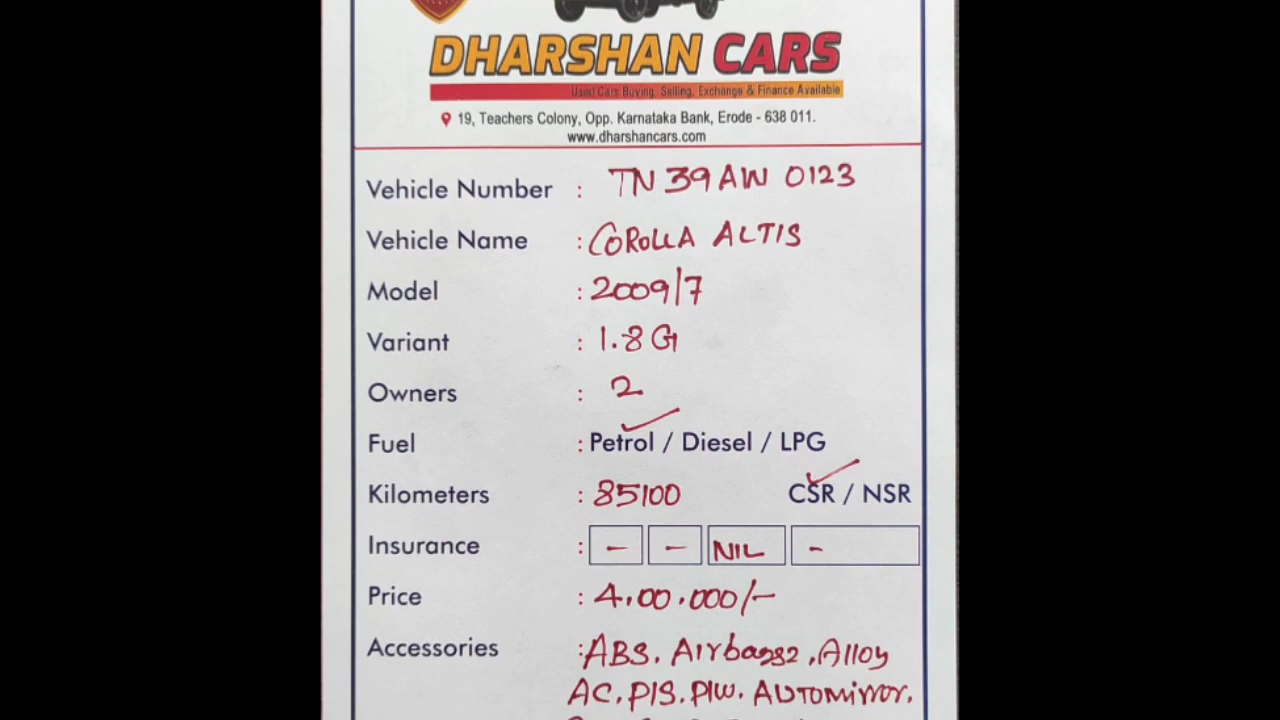 DHARSHAN CARS
Used Cars Buying, Selling, Exchange & Finance Available
19, Teachers Colony, Opp. Karnataka Bank, Erode - 638 011.
www.dharshancars.com
Vehicle Number : TN 39 AW 0123
Vehicle Name : COROLLA ALTIS
Model : 2009/7
Variant : 1.8 G
Owners : 2
Fuel : Petrol / Diesel / LPG
Kilometers : 85100 CSR / NSR
Insurance : - - NIL -
Price : 4,00,000/-
Accessories : ABS. Airbags2, Alloy
AC. P/S. P/W. AUTOMirror.